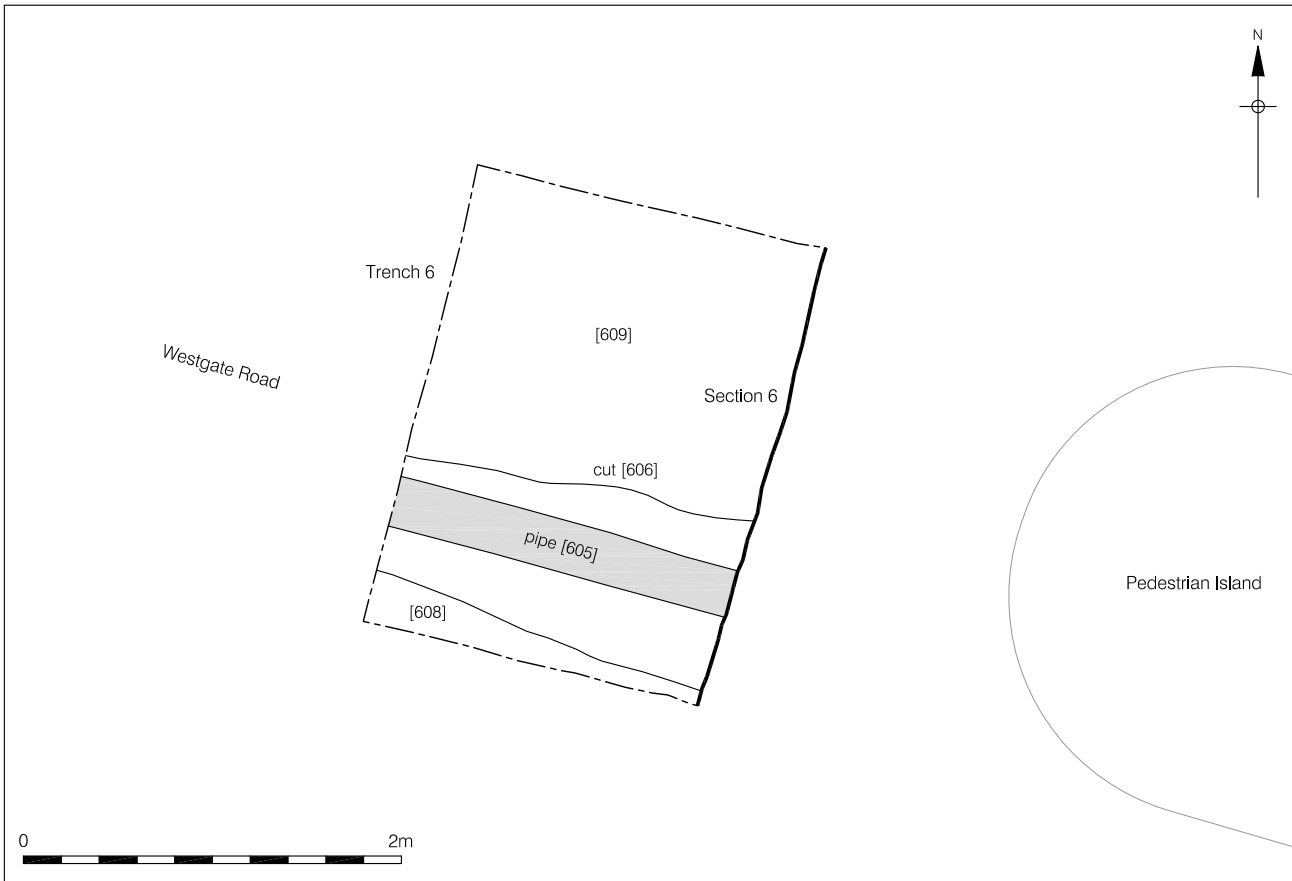 N
Trench 6
[609]
Westgate Road
Section 6
cut [606]
pipe [605]
Pedestrian Island
[608]
0 2m